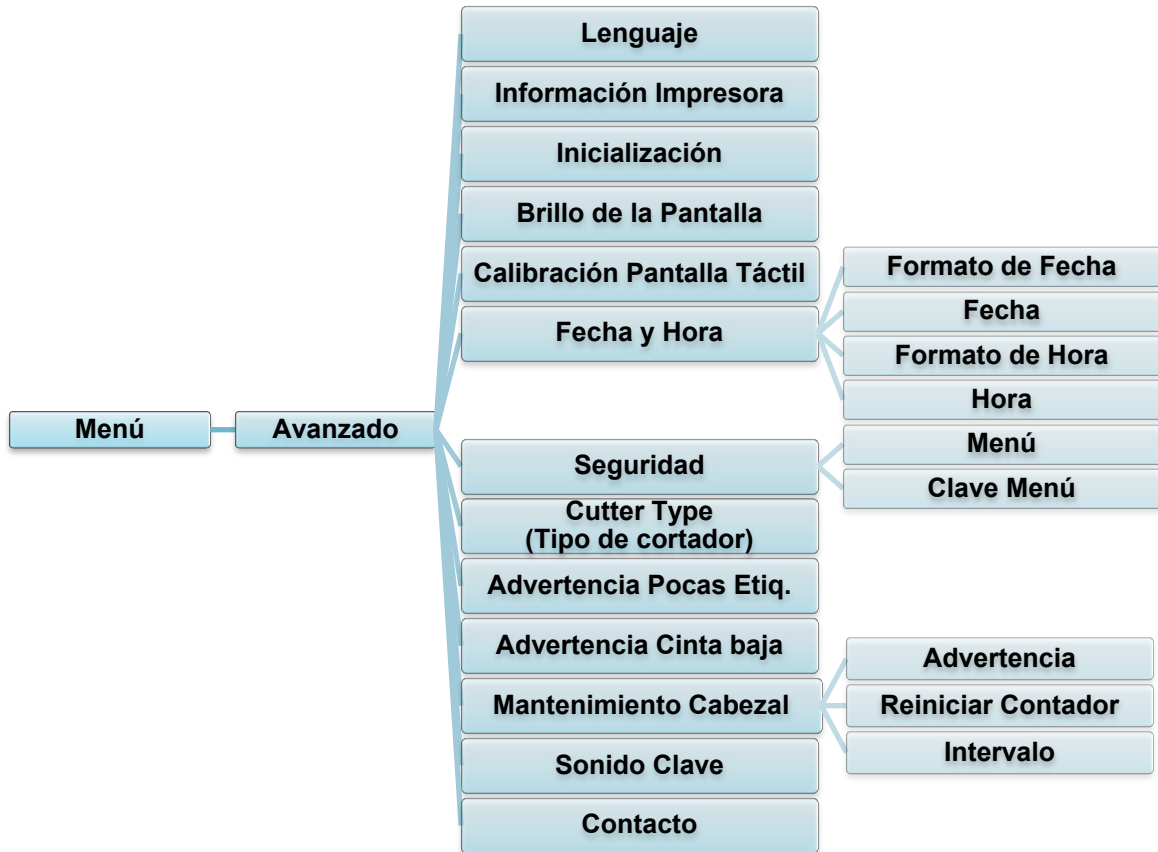 Menú
Avanzado
Lenguaje
Información Impresora
Inicialización
Brillo de la Pantalla
Calibración Pantalla Táctil
Fecha y Hora
Formato de Fecha
Fecha
Formato de Hora
Hora
Seguridad
Menú
Clave Menú
Cutter Type
(Tipo de cortador)
Advertencia Pocas Etiq.
Advertencia Cinta baja
Mantenimiento Cabezal
Advertencia
Reiniciar Contador
Intervalo
Sonido Clave
Contacto